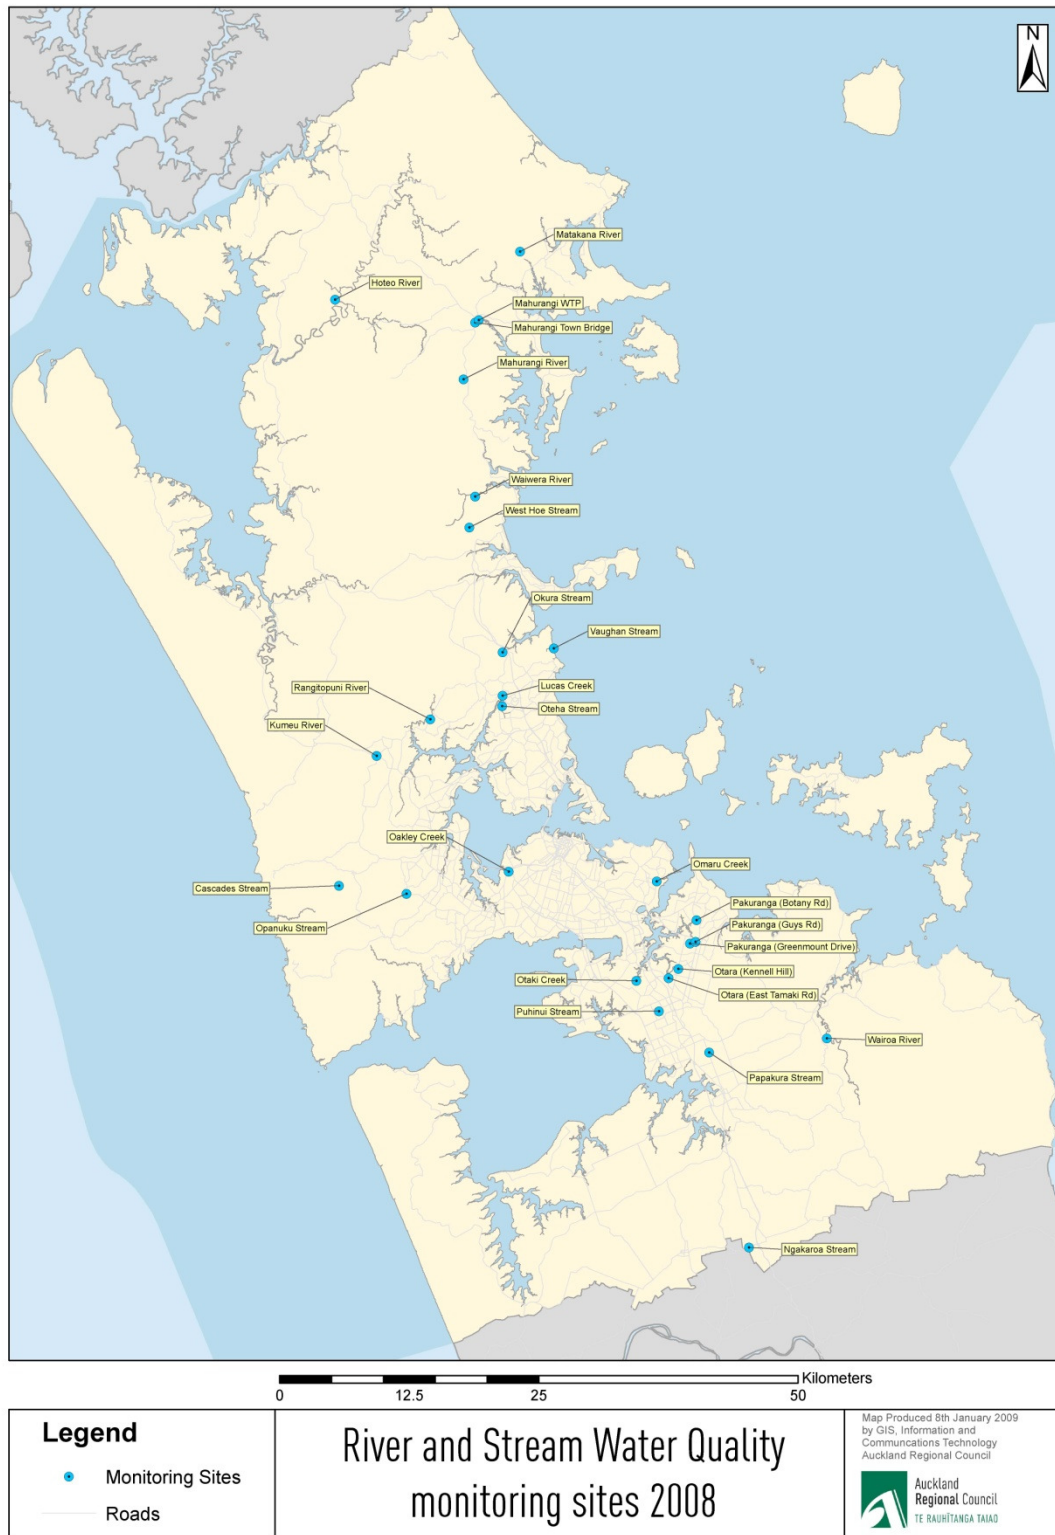 N
Matakana River
Hoteo River
Mahurangi WTP
Mahurangi Town Bridge
Mahurangi River
Waiwera River
West Hoe Stream
Okura Stream
Vaughan Stream
Lucas Creek
Rangitopuni River
Oteha Stream
Kumeu River
Oakley Creek
Omaru Creek
Cascades Stream
Opanuku Stream
Pakuranga (Botany Rd)
Pakuranga (Guys Rd)
Pakuranga (Greenmount Drive)
Otara (Kennell Hill)
Otaki Creek
Otara (East Tamaki Rd)
Puhinui Stream
Wairoa River
Papakura Stream
Ngakaroa Stream
Kilometers
0 12.5 25 50
Legend
Monitoring Sites
Roads
River and Stream Water Quality
monitoring sites 2008
Map Produced 8th January 2009
by GIS, Information and
Communcations Technology
Auckland Regional Council
Auckland
Regional Council
TE RAUHĪTANGA TAIAO